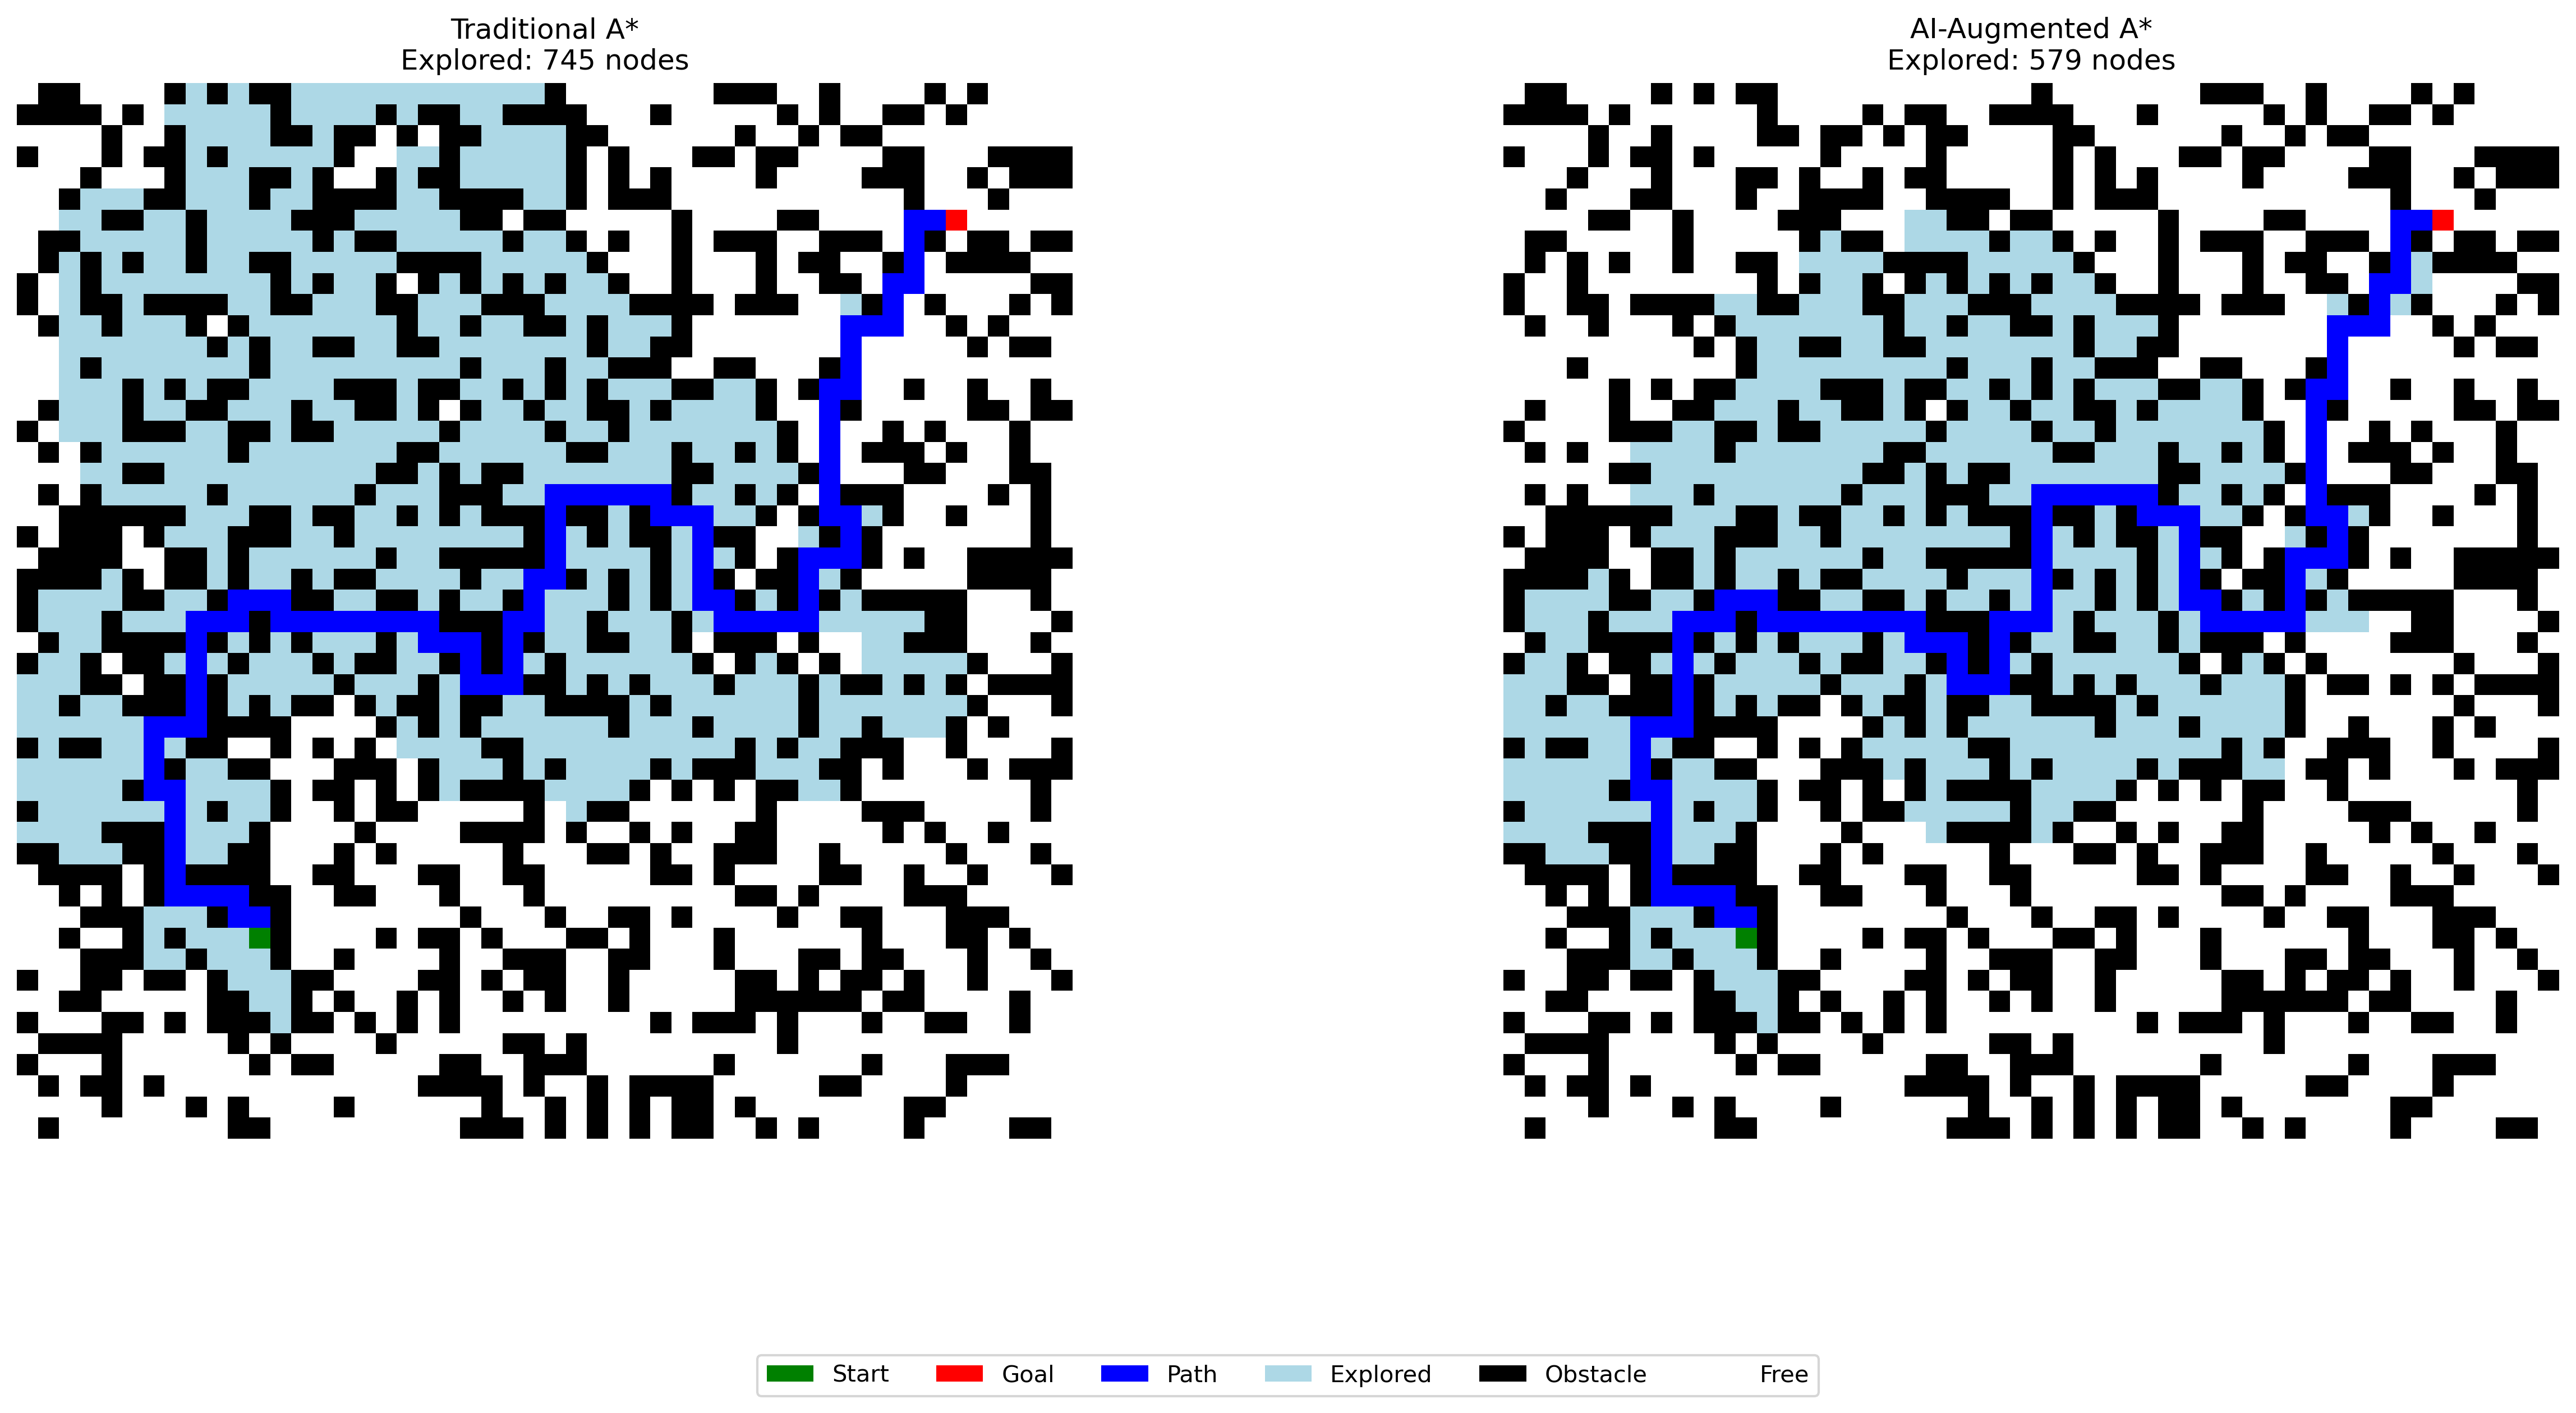 Traditional A*
Explored: 745 nodes
AI-Augmented A*
Explored: 579 nodes
Start
Goal
Path
Explored
Obstacle
Free